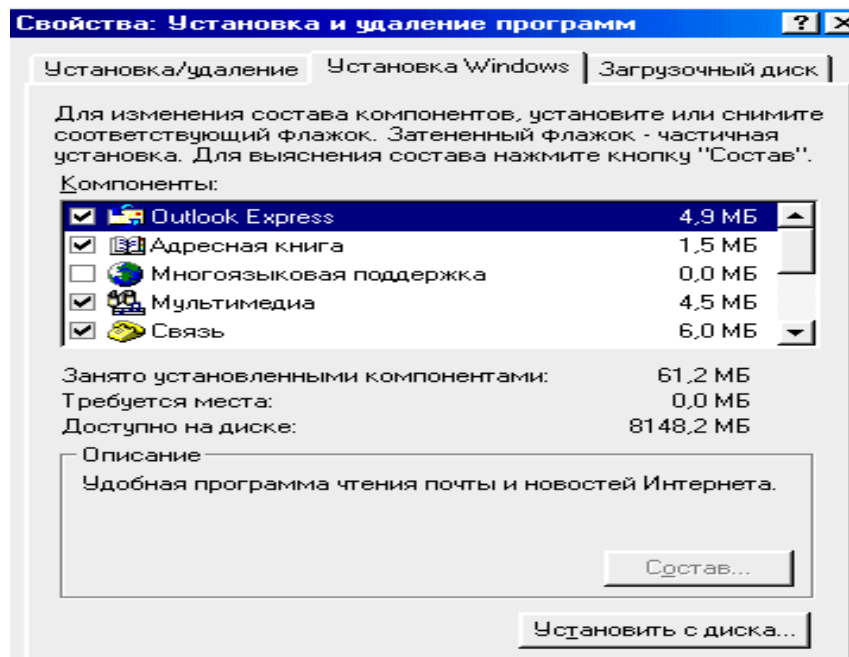 Свойства: Установка и удаление программ
Установка/удаление Установка Windows Загрузочный диск
Для изменения состава компонентов, установите или снимите
соответствующий флажок. Затененный флажок - частичная
установка. Для выяснения состава нажмите кнопку "Состав".
Компоненты:
Outlook Express 4,9 МБ
Адресная книга 1,5 МБ
Многоязыковая поддержка 0,0 МБ
Мультимедиа 4,5 МБ
Связь 6,0 МБ
Занято установленными компонентами: 61,2 МБ
Требуется места: 0,0 МБ
Доступно на диске: 8148,2 МБ
Описание
Удобная программа чтения почты и новостей Интернета.
Состав...
Установить с диска...